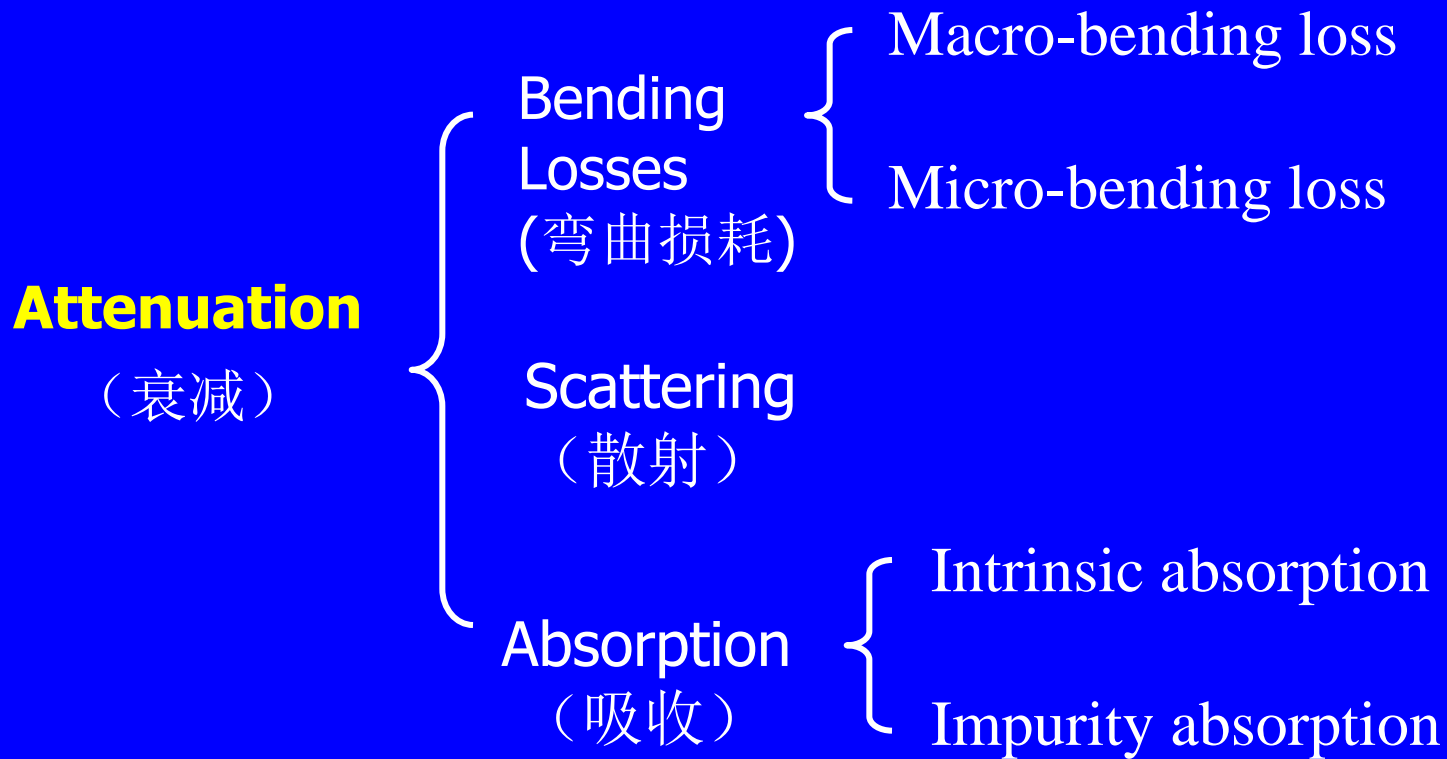 Attenuation
（衰减）
Bending
Losses
(弯曲损耗)
Macro-bending loss
Micro-bending loss
Scattering
（散射）
Absorption
（吸收）
Intrinsic absorption
Impurity absorption